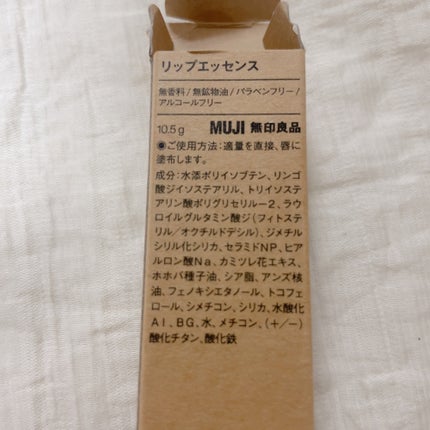 リップエッセンス
無香料/無鉱物油/パラベンフリー/
アルコールフリー
10.5g MUJI 無印良品
●ご使用方法:適量を直接、唇に
塗布します。
成分:水添ポリイソブテン、リンゴ
酸ジイソステアリル、トリイソステ
アリン酸ポリグリセリル－2、ラウ
ロイルグルタミン酸ジ(フィトステ
リル/オクチルドデシル)、ジメチル
シリル化シリカ、セラミドNP、ヒア
ルロン酸Na、カミツレ花エキス、
ホホバ種子油、シア脂、アンズ核
油、フェノキシエタノール、トコフェ
ロール、シメチコン、シリカ、水酸化
AI、BG、水、メチコン、(+/－)
酸化チタン、酸化鉄